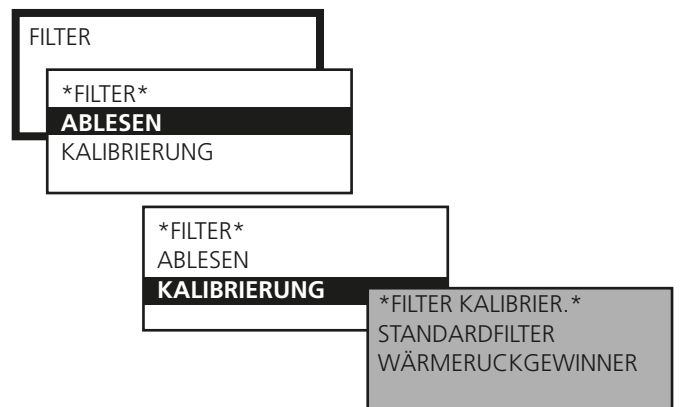 FILTER
*FILTER*
ABLESEN
KALIBRIERUNG
*FILTER*
ABLESEN
KALIBRIERUNG
*FILTER KALIBRIER.*
STANDARDFILTER
WÄRMERUCKGEWINNER